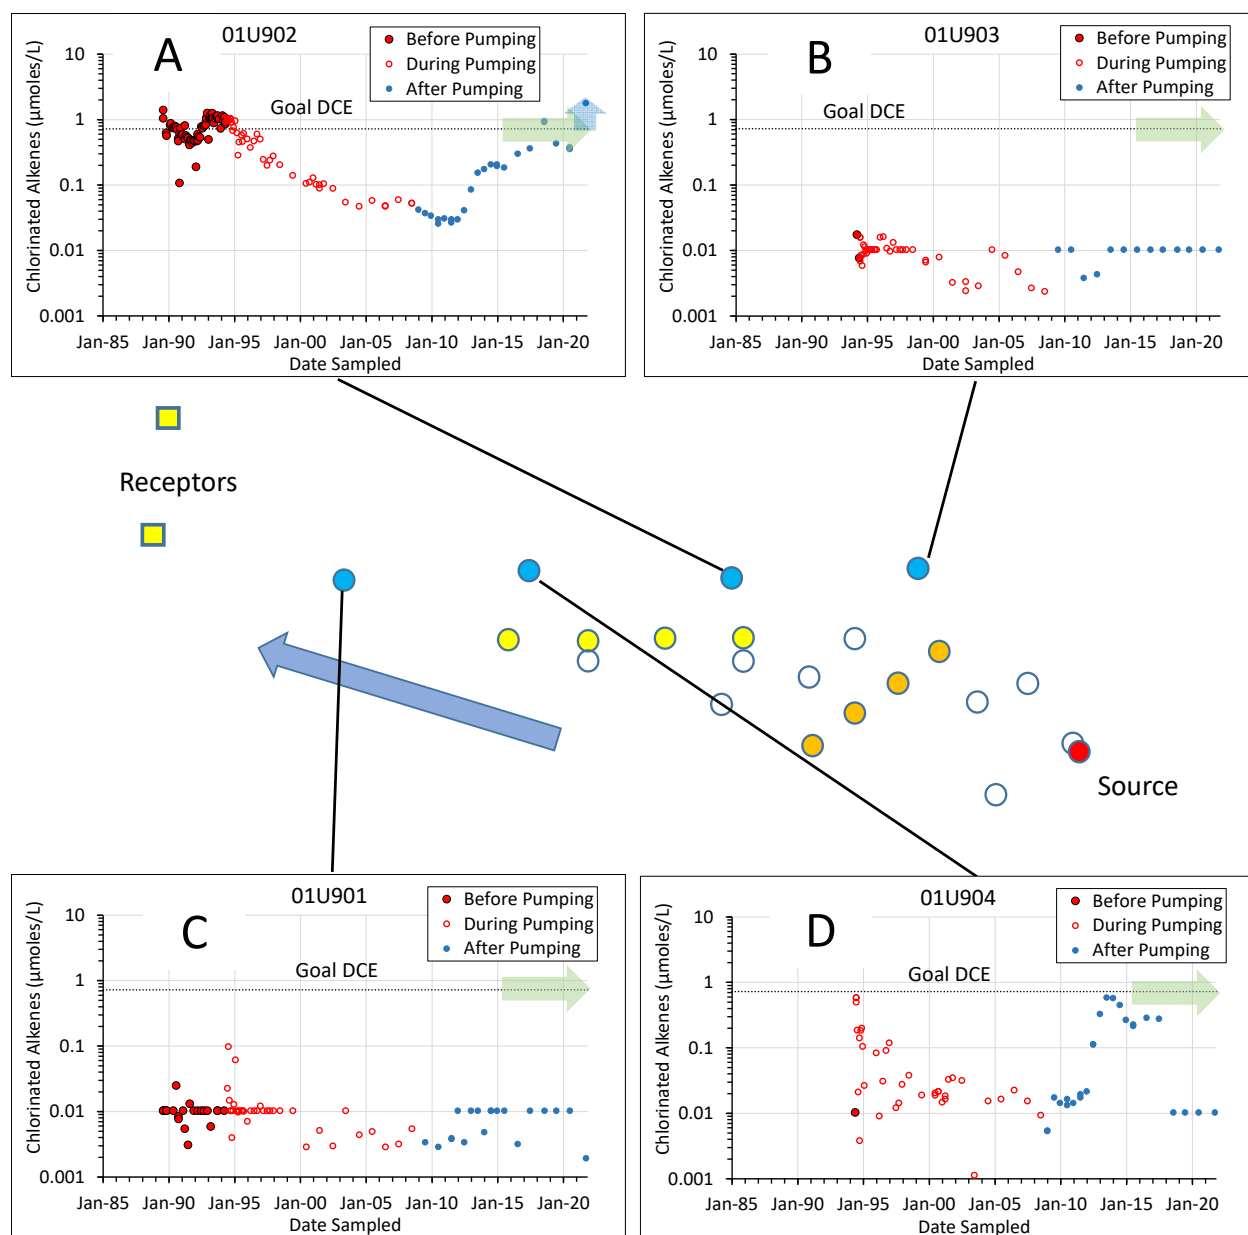 A
01U902
Before Pumping
During Pumping
After Pumping
Goal DCE
Chlorinated Alkenes (µmoles/L)
10
1
0.1
0.01
0.001
Jan-85 Jan-90 Jan-95 Jan-00 Jan-05 Jan-10 Jan-15 Jan-20
Date Sampled
B
01U903
Before Pumping
During Pumping
After Pumping
Goal DCE
Chlorinated Alkenes (µmoles/L)
10
1
0.1
0.01
0.001
Jan-85 Jan-90 Jan-95 Jan-00 Jan-05 Jan-10 Jan-15 Jan-20
Date Sampled
Receptors
Source
C
01U901
Before Pumping
During Pumping
After Pumping
Goal DCE
Chlorinated Alkenes (µmoles/L)
10
1
0.1
0.01
0.001
Jan-85 Jan-90 Jan-95 Jan-00 Jan-05 Jan-10 Jan-15 Jan-20
Date Sampled
D
01U904
Before Pumping
During Pumping
After Pumping
Goal DCE
Chlorinated Alkenes (µmoles/L)
10
1
0.1
0.01
0.001
Jan-85 Jan-90 Jan-95 Jan-00 Jan-05 Jan-10 Jan-15 Jan-20
Date Sampled